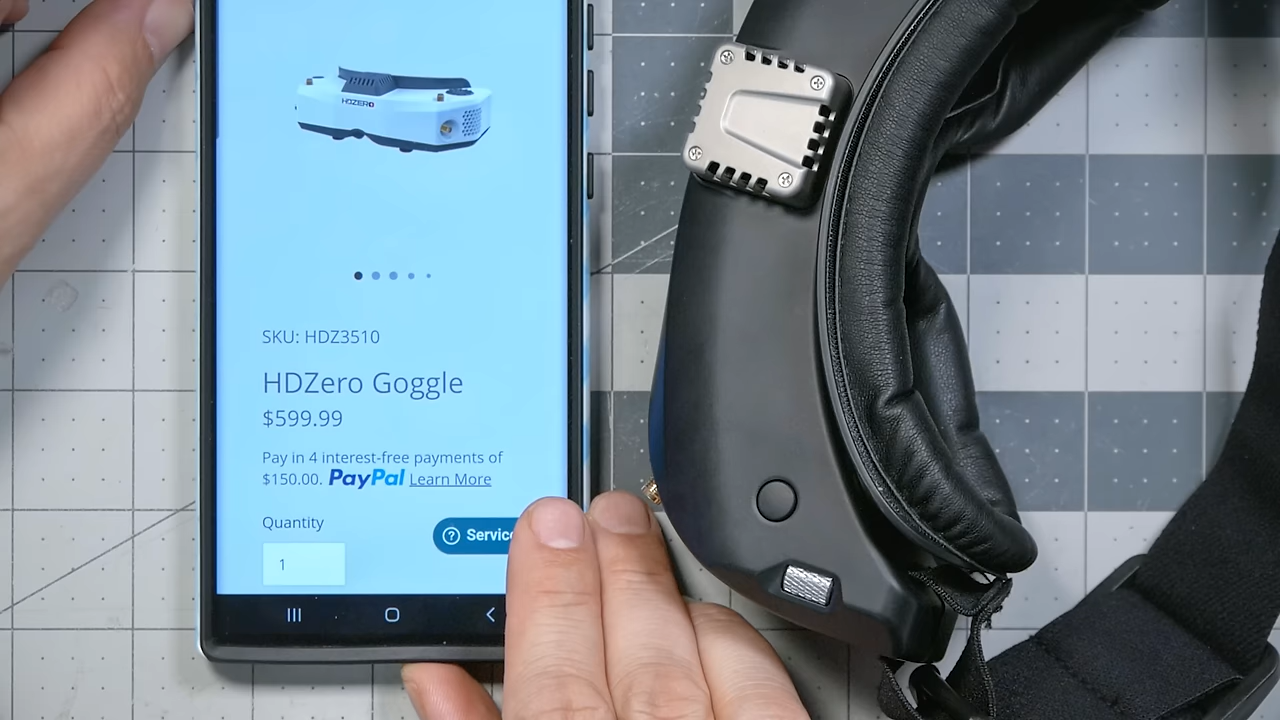 HDZERO
SKU: HDZ3510
HDZero Goggle
$599.99
Pay in 4 interest-free payments of
$150.00. PayPal Learn More
Quantity
1